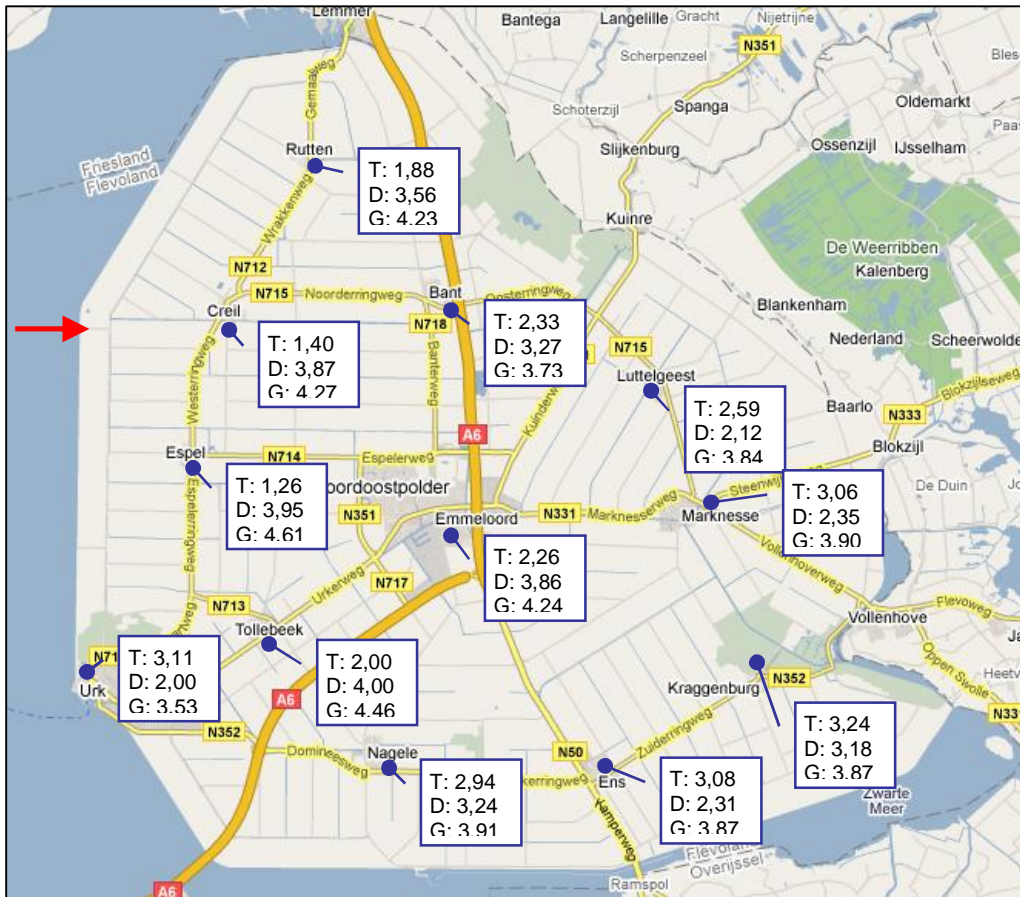 Lemmer
Bantega
Langelille
Gracht
Nijetrijne
N351
Scherpenzeel
Gemaalweg
Schoterzijl
Spanga
Oldemarkt
Ossenzijl
IJsselham
Friesland
Flevoland
Rutten
T: 1,88
D: 3,56
G: 4.23
Slijkenburg
Wrakkenweg
Kuinre
De Weerribben
Kalenberg
N712
N715
Noorderringweg
Bant
Oosterringweg
Blankenham
Creil
N718
T: 2,33
D: 3,27
G: 3.73
N715
Nederland
Scheerwolde
T: 1,40
D: 3,87
G: 4.27
Westerringweg
Banterweg
Luttelgeest
T: 2,59
D: 2,12
G: 3.84
Baarlo
Blokzijlseweg
N333
Blokzijl
A6
Espel
N714
Espelerweg
T: 1,26
D: 3,95
G: 4.61
Espelerringweg
N351
Emmeloord
N331
Marknesserweg
Marknesse
De Duin
T: 3,06
D: 2,35
G: 3.90
T: 2,26
D: 3,86
G: 4.24
Vollenhoverweg
Urkerweg
N717
N713
Tollebeek
Vollenhove
Flevoweg
T: 3,11
D: 2,00
G: 3.53
Urk
T: 2,00
D: 4,00
G: 4.46
A6
Kraggenburg
N352
Oppen Swolle
N331
N352
Domineesweg
Nagele
T: 2,94
D: 3,24
G: 3.91
N50
Zuiderringweg
Ens
T: 3,08
D: 2,31
G: 3.87
T: 3,24
D: 3,18
G: 3.87
Zwarte
Meer
Kamperweg
Flevoland
Overijssel
Ramspol
A6